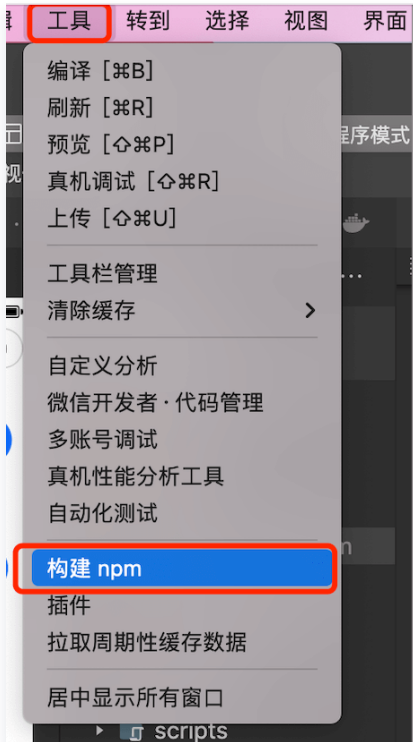 工具 转到 选择 视图 界面
编译 [⌘B]
刷新 [⌘R]
预览 [⇧⌘P]
真机调试 [⇧⌘R]
上传 [⇧⌘U]
程序模式
工具栏管理
清除缓存
自定义分析
微信开发者·代码管理
多账号调试
真机性能分析工具
自动化测试
构建 npm
插件
拉取周期性缓存数据
居中显示所有窗口
scripts